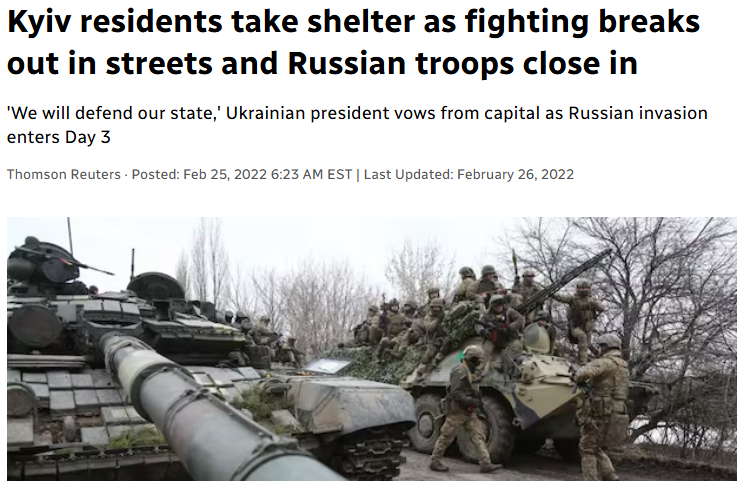 Kyiv residents take shelter as fighting breaks
out in streets and Russian troops close in
'We will defend our state,' Ukrainian president vows from capital as Russian invasion
enters Day 3
Thomson Reuters · Posted: Feb 25, 2022 6:23 AM EST | Last Updated: February 26, 2022